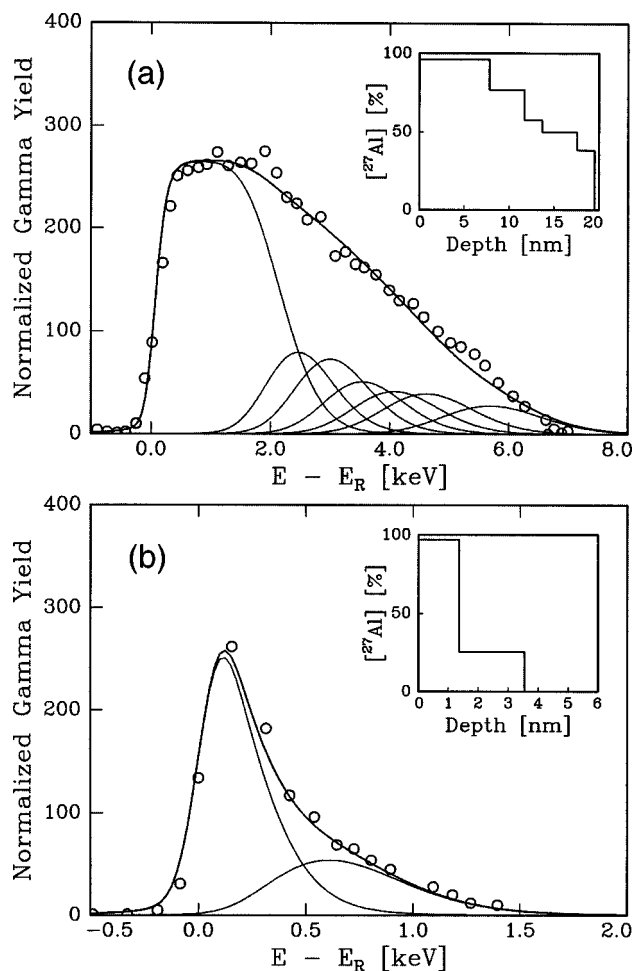 (a)
Normalized Gamma Yield
400
300
200
100
0
0.0 2.0 4.0 6.0 8.0
E − E_R [keV]
[²⁷Al] [%]
100
50
0
0 5 10 15 20
Depth [nm]
(b)
Normalized Gamma Yield
400
300
200
100
0
−0.5 0.0 0.5 1.0 1.5 2.0
E − E_R [keV]
[²⁷Al] [%]
100
50
0
0 1 2 3 4 5 6
Depth [nm]